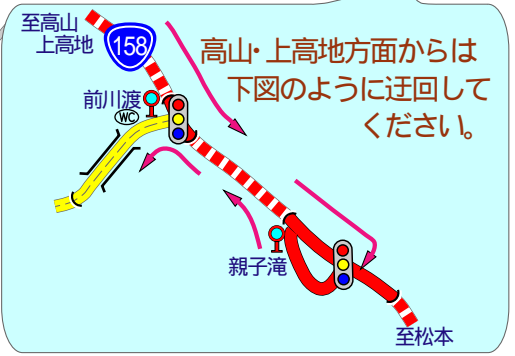 至高山
上高地
158
高山・上高地方面からは
下図のように迂回して
ください。
前川渡
WC
親子滝
至松本